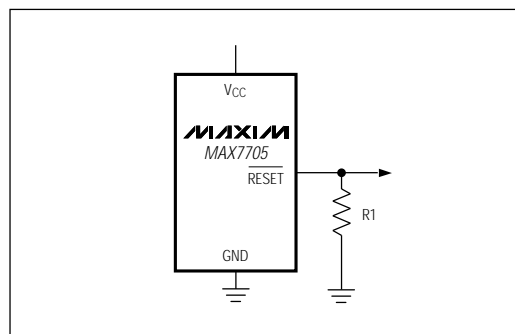 VCC
MAXIM
MAX7705
RESET
R1
GND